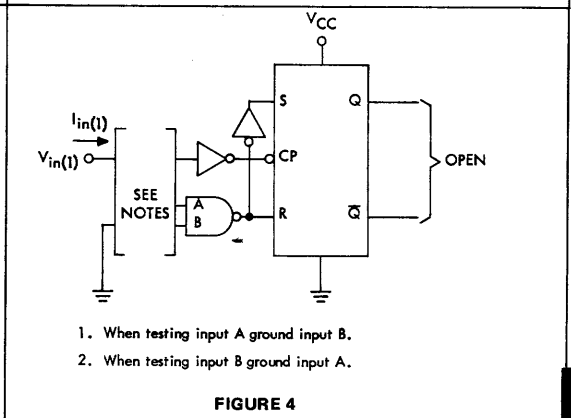 VCC
Iin(1)
Vin(1)
S
Q
CP
OPEN
SEE
NOTES
A
B
R
Q̅
1. When testing input A ground input B.
2. When testing input B ground input A.
FIGURE 4